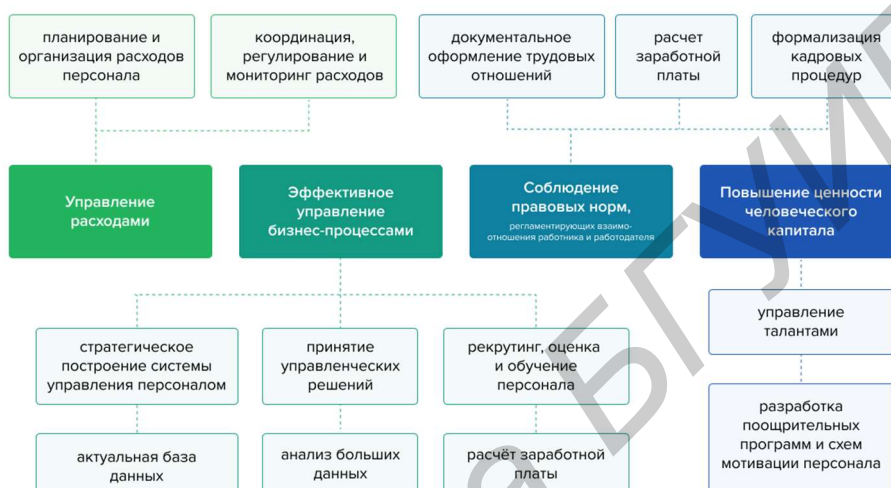 планирование и
организация расходов
персонала
координация,
регулирование и
мониторинг расходов
документальное
оформление трудовых
отношений
расчет
заработной
платы
формализация
кадровых
процедур
Управление
расходами
Эффективное
управление
бизнес-процессами
Соблюдение
правовых норм,
регламентирующих взаимо-
отношения работника и работодателя
Повышение ценности
человеческого
капитала
стратегическое
построение системы
управления персоналом
принятие
управленческих
решений
рекрутинг, оценка
и обучение
персонала
управление
талантами
актуальная база
данных
анализ больших
данных
расчёт заработной
платы
разработка
поощрительных
программ и схем
мотивации персонала